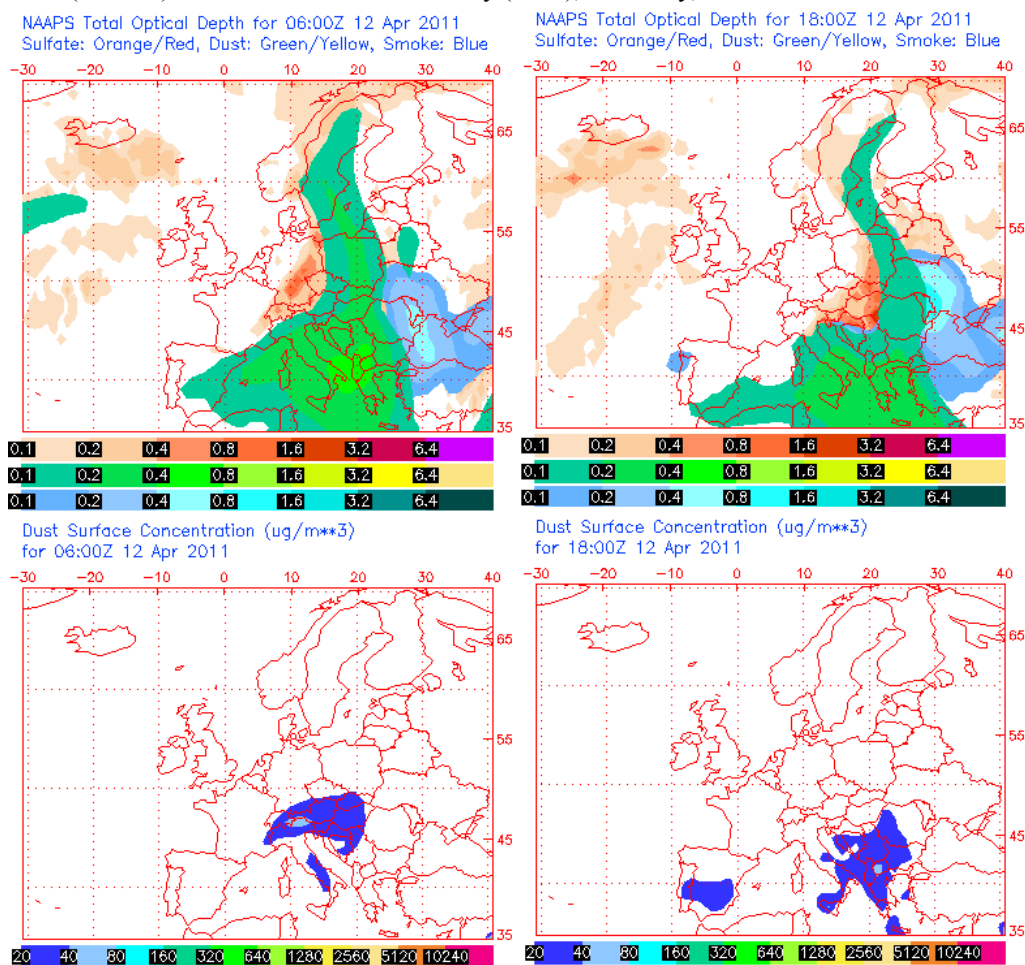 NAAPS Total Optical Depth for 06:00Z 12 Apr 2011
Sulfate: Orange/Red, Dust: Green/Yellow, Smoke: Blue
-30 -20 -10 0 10 20 30 40
65
55
45
35
0.1 0.2 0.4 0.8 1.6 3.2 6.4
0.1 0.2 0.4 0.8 1.6 3.2 6.4
0.1 0.2 0.4 0.8 1.6 3.2 6.4
NAAPS Total Optical Depth for 18:00Z 12 Apr 2011
Sulfate: Orange/Red, Dust: Green/Yellow, Smoke: Blue
-30 -20 -10 0 10 20 30 40
65
55
45
35
0.1 0.2 0.4 0.8 1.6 3.2 6.4
0.1 0.2 0.4 0.8 1.6 3.2 6.4
0.1 0.2 0.4 0.8 1.6 3.2 6.4
Dust Surface Concentration (ug/m**3)
for 06:00Z 12 Apr 2011
-30 -20 -10 0 10 20 30 40
65
55
45
35
20 40 80 160 320 640 1280 2560 5120 10240
Dust Surface Concentration (ug/m**3)
for 18:00Z 12 Apr 2011
-30 -20 -10 0 10 20 30 40
65
55
45
35
20 40 80 160 320 640 1280 2560 5120 10240